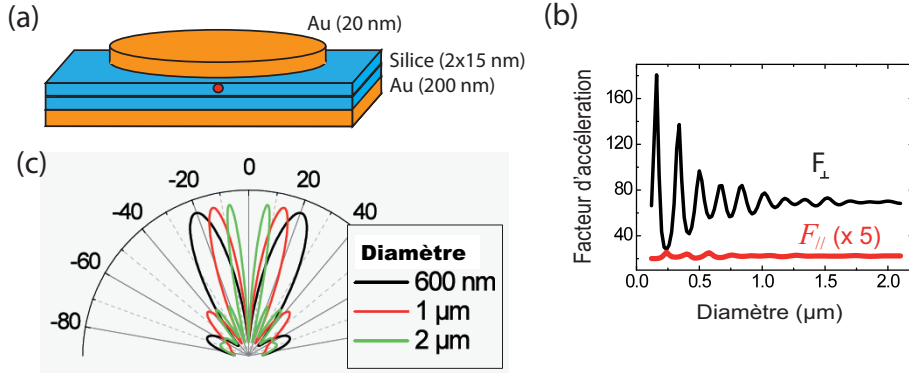 (a)
Au (20 nm)
Silice (2x15 nm)
Au (200 nm)
(b)
Facteur d'accéleration
160
120
80
40
F⊥
F// (x 5)
0.0
0.5
1.0
1.5
2.0
Diamètre (µm)
(c)
-80
-60
-40
-20
0
20
40
Diamètre
600 nm
1 µm
2 µm